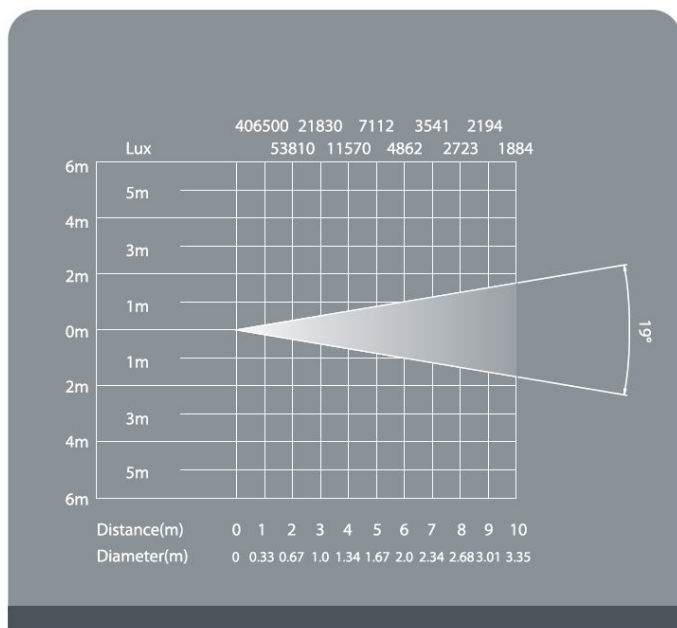 406500 21830 7112 3541 2194
Lux 53810 11570 4862 2723 1884
6m
5m
4m
3m
2m
1m
0m
1m
2m
3m
4m
5m
6m
19°
Distance(m) 0 1 2 3 4 5 6 7 8 9 10
Diameter(m) 0 0.33 0.67 1.0 1.34 1.67 2.0 2.34 2.68 3.01 3.35